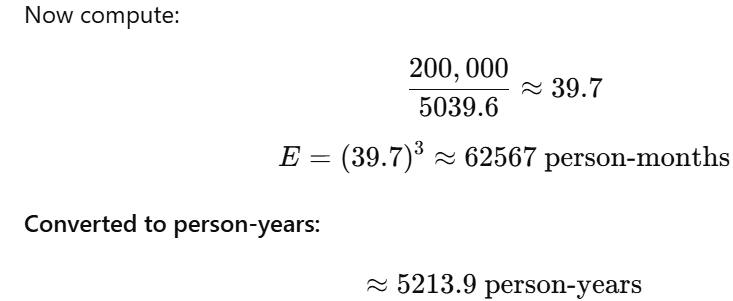 Now compute:
200,000
5039.6
≈ 39.7
E = (39.7)³ ≈ 62567 person-months
Converted to person-years:
≈ 5213.9 person-years